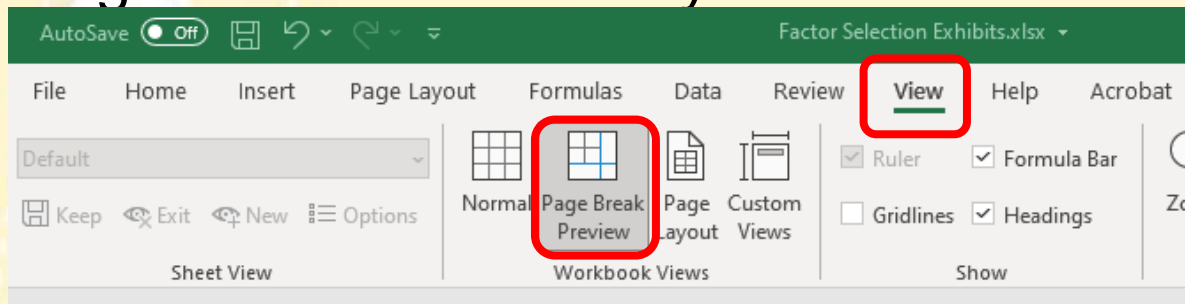 AutoSave Off Factor Selection Exhibits.xlsx
File Home Insert Page Layout Formulas Data Review View Help Acrobat
Default
Normal Page Break Preview Page Layout Custom Views
Ruler Formula Bar
Keep Exit New Options
Gridlines Headings
Sheet View Workbook Views Show